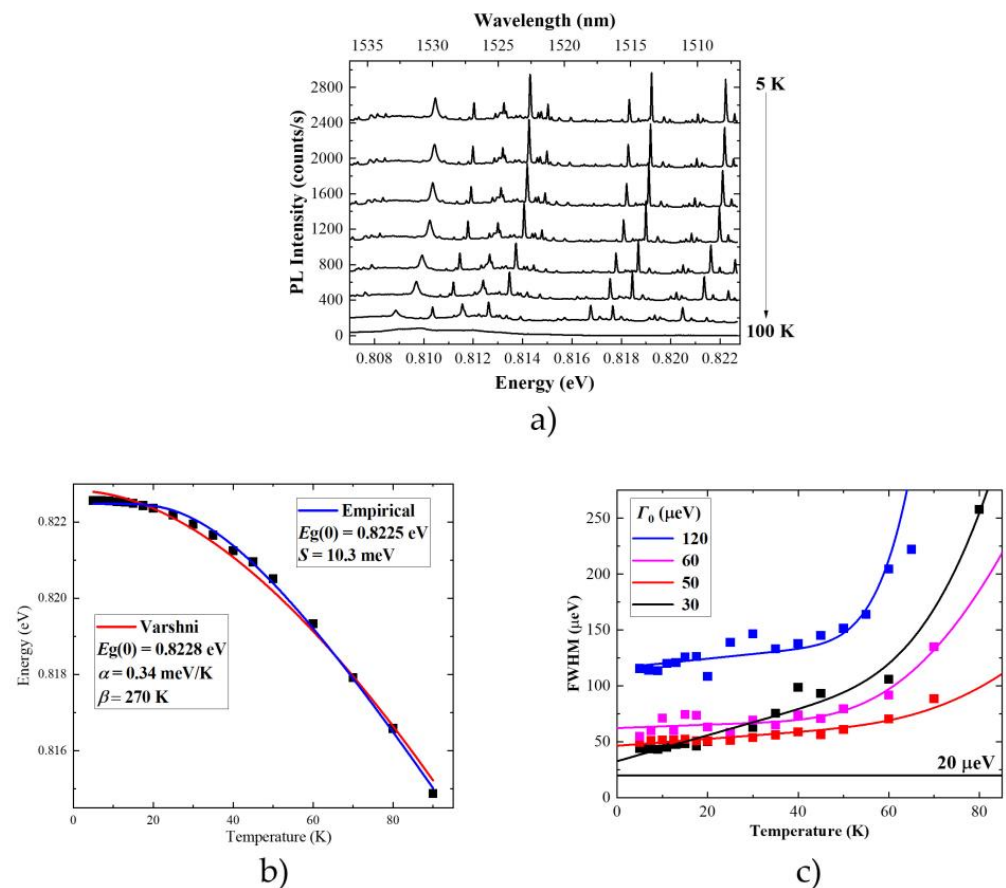 Wavelength (nm)
1535 1530 1525 1520 1515 1510
2800
2400
2000
1600
1200
800
400
0
PL Intensity (counts/s)
5 K
100 K
0.808 0.810 0.812 0.814 0.816 0.818 0.820 0.822
Energy (eV)
a)
0.822
0.820
0.818
0.816
Energy (eV)
Empirical
Eg(0) = 0.8225 eV
S = 10.3 meV
Varshni
Eg(0) = 0.8228 eV
α = 0.34 meV/K
β = 270 K
0 20 40 60 80
Temperature (K)
b)
250
200
150
100
50
0
FWHM (μeV)
Γ0 (μeV)
120
60
50
30
20 μeV
0 20 40 60 80
Temperature (K)
c)